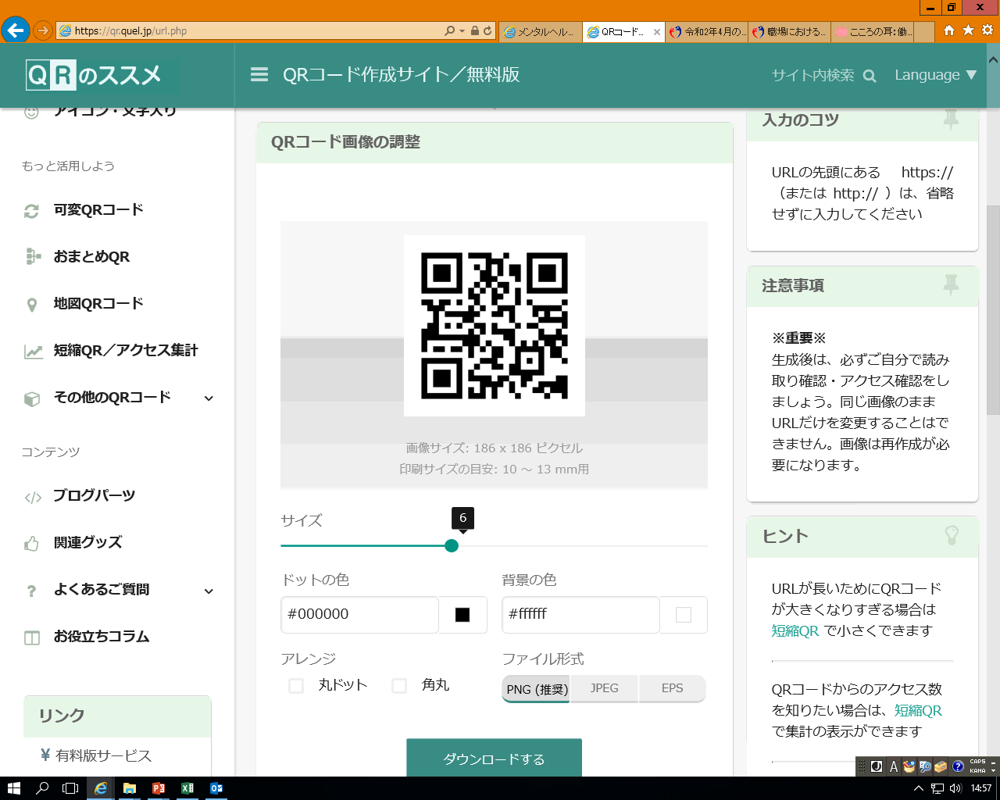 https://qr.quel.jp/url.php
メンタルヘル...
QRコード...
令和2年4月の...
職場における...
こころの耳:働...
QRのススメ
QRコード作成サイト／無料版
サイト内検索
Language ▼
アイコン・文字入り
もっと活用しよう
可変QRコード
おまとめQR
地図QRコード
短縮QR／アクセス集計
その他のQRコード
コンテンツ
ブログパーツ
関連グッズ
よくあるご質問
お役立ちコラム
リンク
¥ 有料版サービス
QRコード画像の調整
画像サイズ: 186 x 186 ピクセル
印刷サイズの目安: 10 ～ 13 mm用
サイズ
6
ドットの色
背景の色
#000000
#ffffff
アレンジ
ファイル形式
丸ドット
角丸
PNG (推奨)
JPEG
EPS
ダウンロードする
入力のコツ
URLの先頭にある https://
（または http:// ）は、省略
せずに入力してください
注意事項
※重要※
生成後は、必ずご自分で読み
取り確認・アクセス確認をし
ましょう。同じ画像のまま
URLだけを変更することはで
きません。画像は再作成が必
要になります。
ヒント
URLが長いためにQRコード
が大きくなりすぎる場合は
短縮QR で小さくできます
QRコードからのアクセス数
を知りたい場合は、短縮QR
で集計の表示ができます
A
CAPS
KANA
14:57